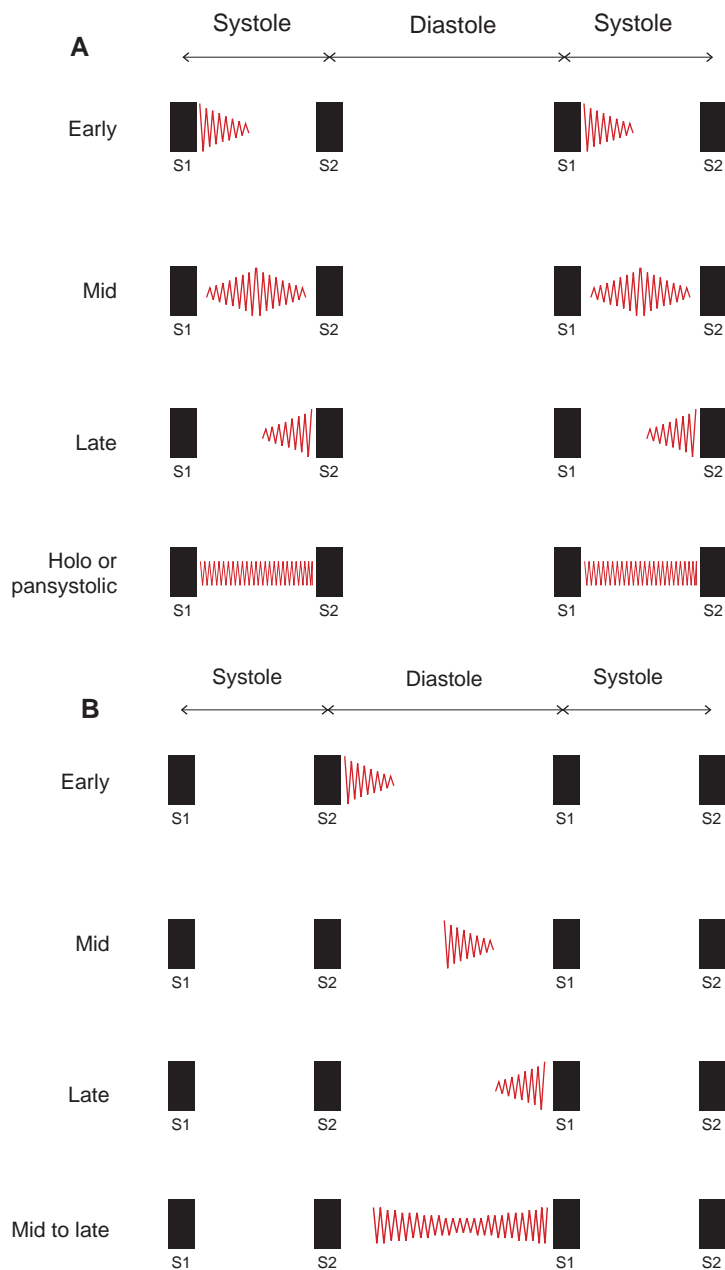 A
Systole Diastole Systole
Early
S1 S2 S1 S2
Mid
S1 S2 S1 S2
Late
S1 S2 S1 S2
Holo or
pansystolic
S1 S2 S1 S2
B
Systole Diastole Systole
Early
S1 S2 S1 S2
Mid
S1 S2 S1 S2
Late
S1 S2 S1 S2
Mid to late
S1 S2 S1 S2